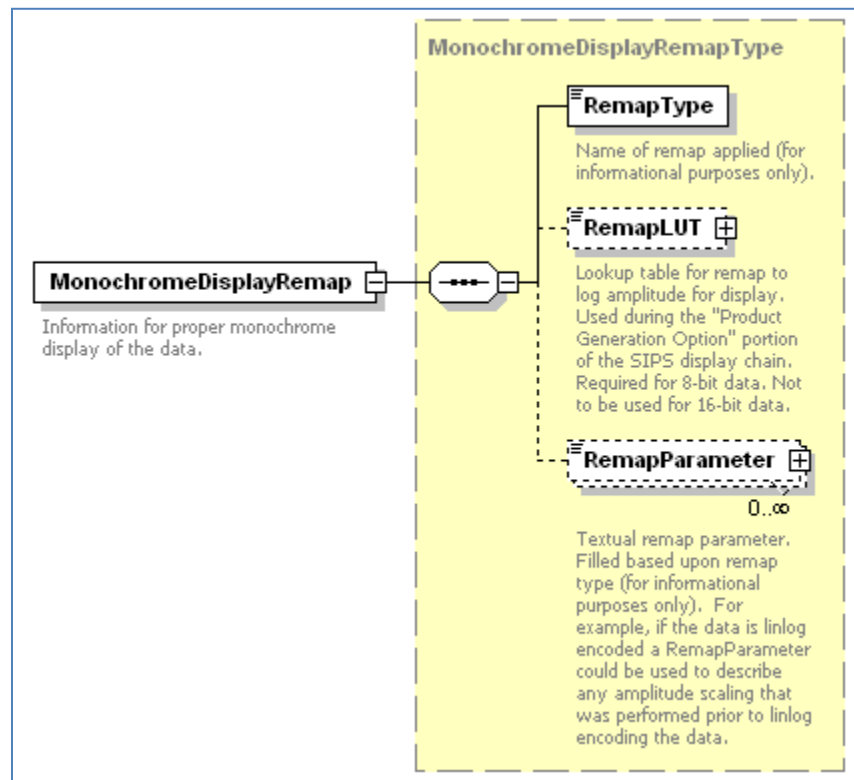 MonochromeDisplayRemapType
RemapType
Name of remap applied (for
informational purposes only).
RemapLUT
Lookup table for remap to
log amplitude for display.
Used during the "Product
Generation Option" portion
of the SIPS display chain.
Required for 8-bit data. Not
to be used for 16-bit data.
MonochromeDisplayRemap
Information for proper monochrome
display of the data.
RemapParameter
0..∞
Textual remap parameter.
Filled based upon remap
type (for informational
purposes only).  For
example, if the data is linlog
encoded a RemapParameter
could be used to describe
any amplitude scaling that
was performed prior to linlog
encoding the data.